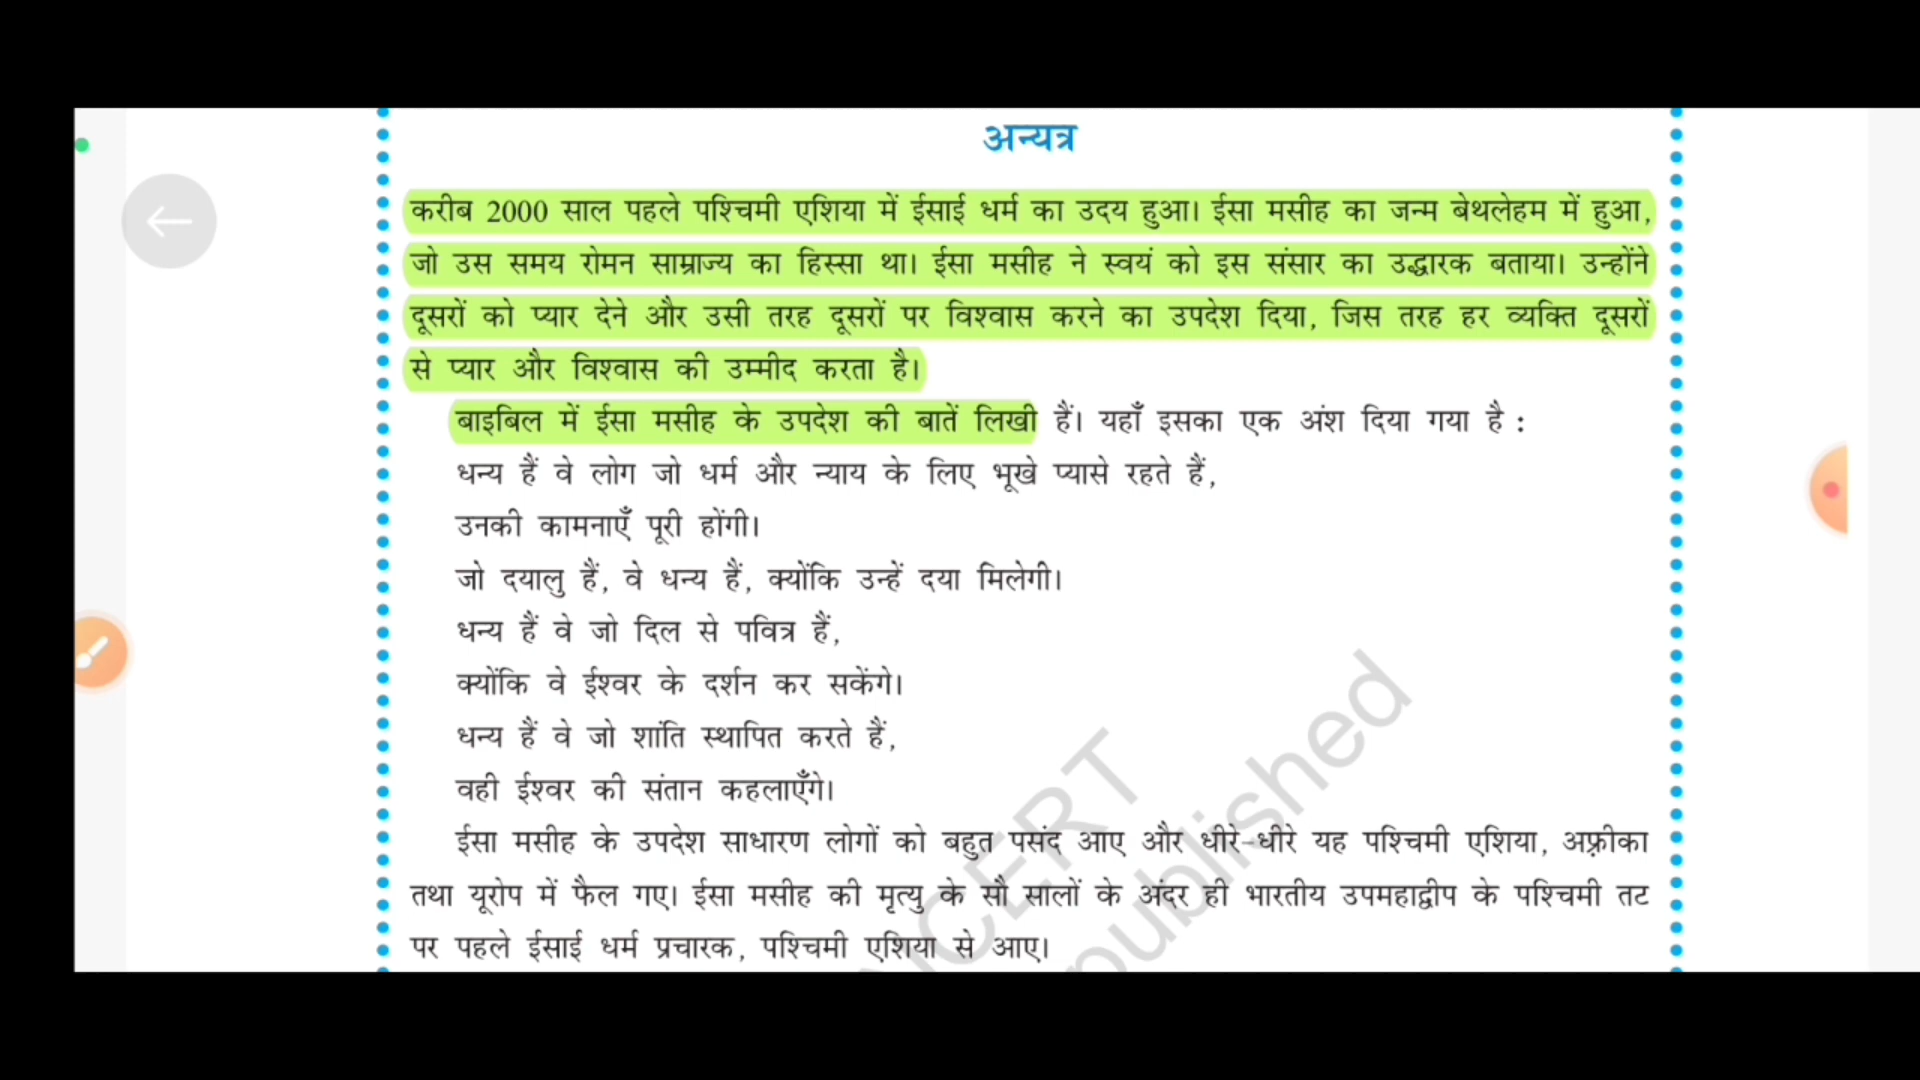 अन्यत्र
करीब 2000 साल पहले पश्चिमी एशिया में ईसाई धर्म का उदय हुआ। ईसा मसीह का जन्म बेथलेहम में हुआ,
जो उस समय रोमन साम्राज्य का हिस्सा था। ईसा मसीह ने स्वयं को इस संसार का उद्धारक बताया। उन्होंने
दूसरों को प्यार देने और उसी तरह दूसरों पर विश्वास करने का उपदेश दिया, जिस तरह हर व्यक्ति दूसरों
से प्यार और विश्वास की उम्मीद करता है।
बाइबिल में ईसा मसीह के उपदेश की बातें लिखी हैं। यहाँ इसका एक अंश दिया गया है :
धन्य हैं वे लोग जो धर्म और न्याय के लिए भूखे प्यासे रहते हैं,
उनकी कामनाएँ पूरी होंगी।
जो दयालु हैं, वे धन्य हैं, क्योंकि उन्हें दया मिलेगी।
धन्य हैं वे जो दिल से पवित्र हैं,
क्योंकि वे ईश्वर के दर्शन कर सकेंगे।
धन्य हैं वे जो शांति स्थापित करते हैं,
वही ईश्वर की संतान कहलाएँगे।
ईसा मसीह के उपदेश साधारण लोगों को बहुत पसंद आए और धीरे-धीरे यह पश्चिमी एशिया, अफ़्रीका
तथा यूरोप में फैल गए। ईसा मसीह की मृत्यु के सौ सालों के अंदर ही भारतीय उपमहाद्वीप के पश्चिमी तट
पर पहले ईसाई धर्म प्रचारक, पश्चिमी एशिया से आए।
NCERT
published